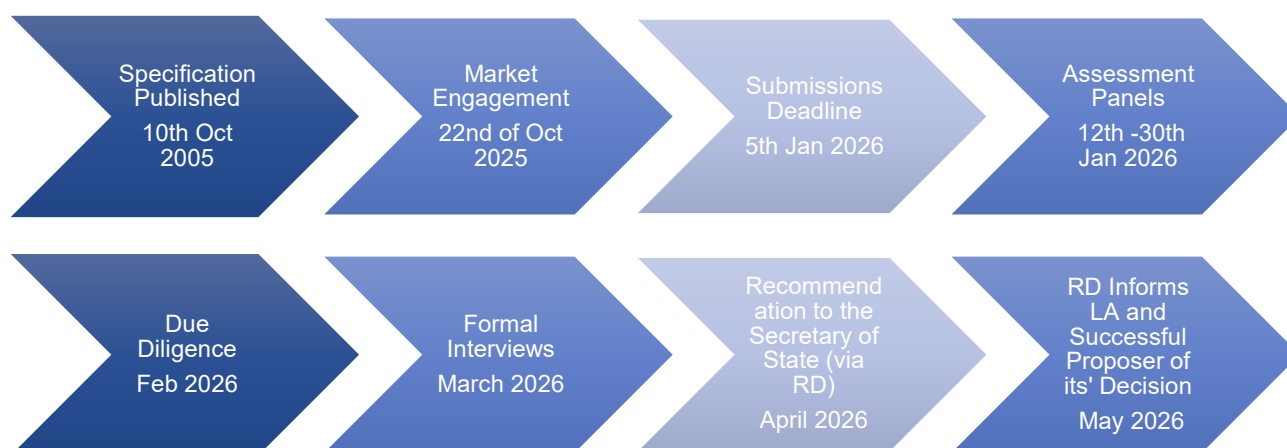 Specification
Published
10th Oct
2005
Market
Engagement
22nd of Oct
2025
Submissions
Deadline
5th Jan 2026
Assessment
Panels
12th -30th
Jan 2026
Due
Diligence
Feb 2026
Formal
Interviews
March 2026
Recommend
ation to the
Secretary of
State (via
RD)
April 2026
RD Informs
LA and
Successful
Proposer of
its' Decision
May 2026